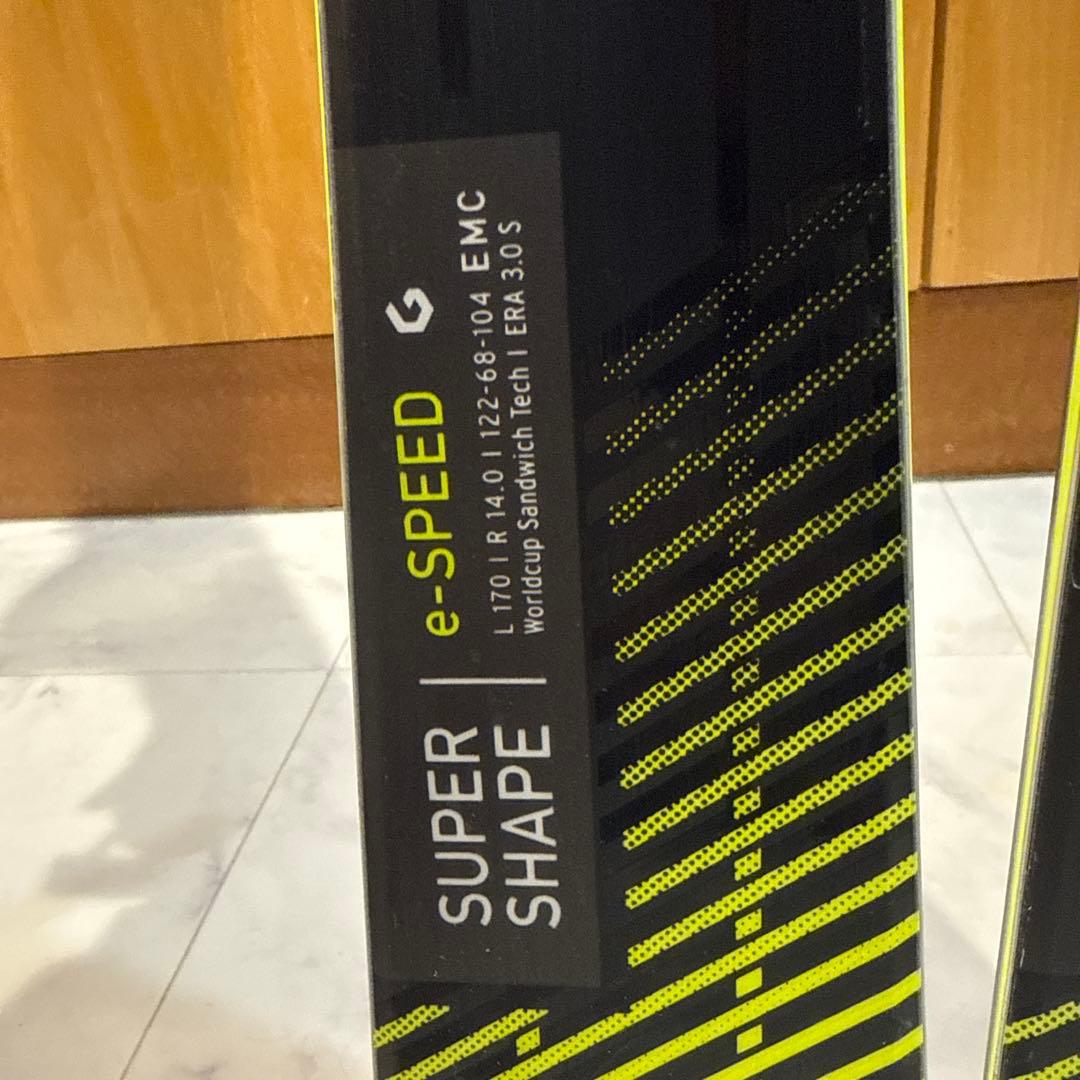 SUPER
SHAPE
e-SPEED
L 170 I R 14.0 I 122-68-104 EMC
Worldcup Sandwich Tech I ERA 3.0 S